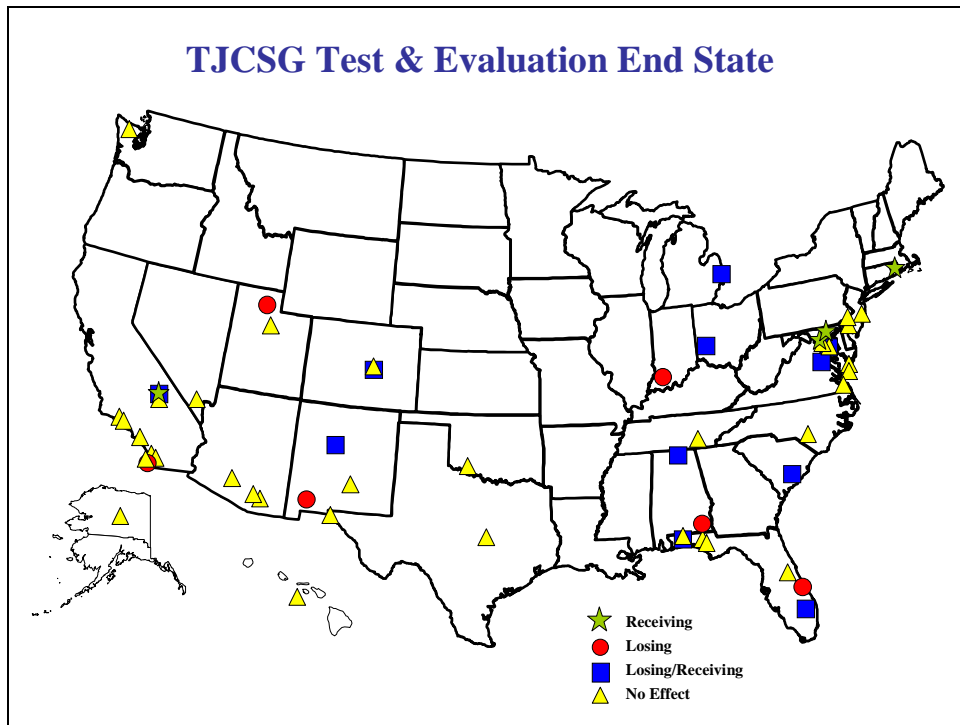 TJCSG Test & Evaluation End State
Receiving
Losing
Losing/Receiving
No Effect